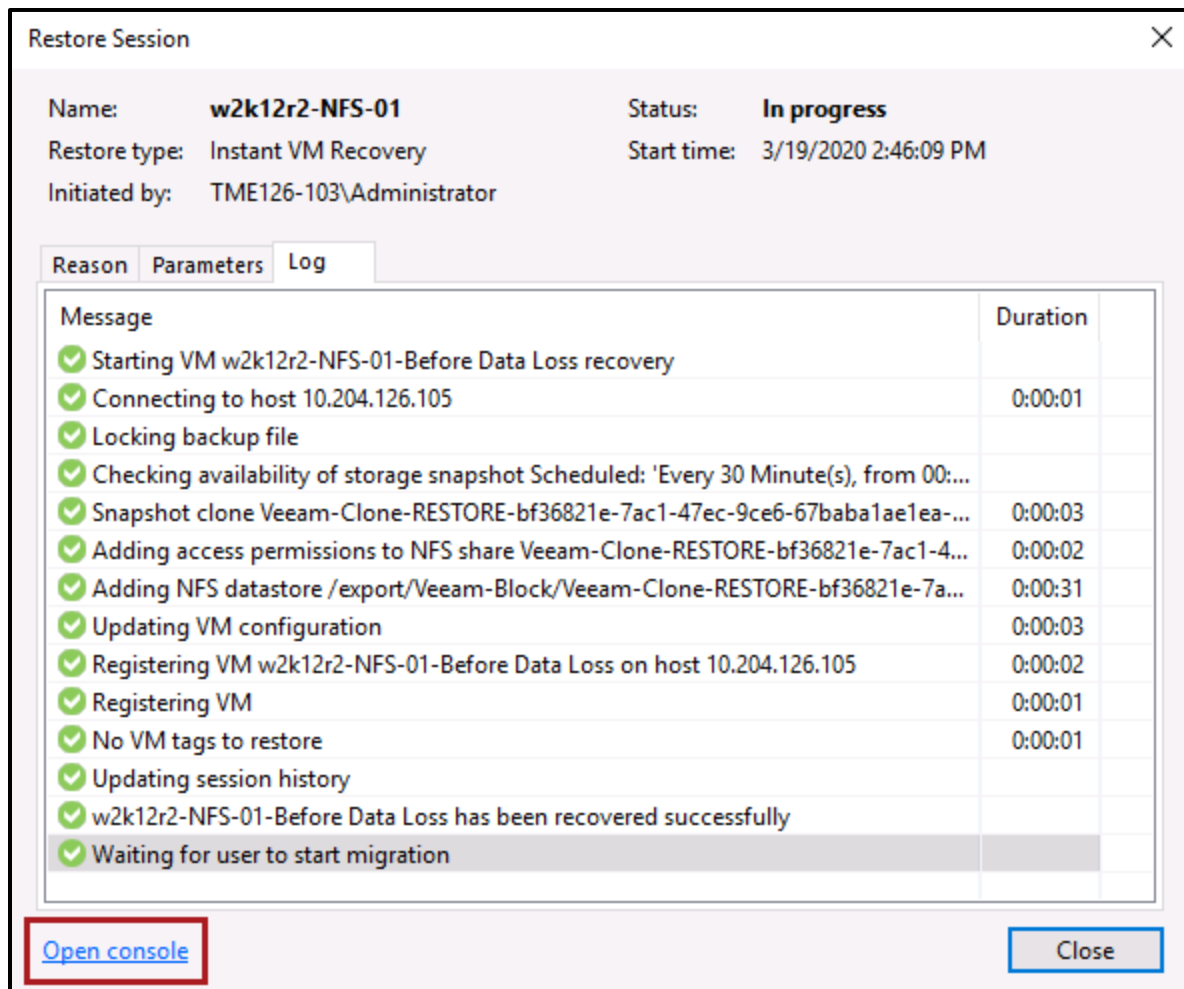 Restore Session
Name: w2k12r2-NFS-01 Status: In progress
Restore type: Instant VM Recovery Start time: 3/19/2020 2:46:09 PM
Initiated by: TME126-103\Administrator
Reason Parameters Log
Message Duration
Starting VM w2k12r2-NFS-01-Before Data Loss recovery
Connecting to host 10.204.126.105 0:00:01
Locking backup file
Checking availability of storage snapshot Scheduled: 'Every 30 Minute(s), from 00:...
Snapshot clone Veeam-Clone-RESTORE-bf36821e-7ac1-47ec-9ce6-67baba1ae1ea-... 0:00:03
Adding access permissions to NFS share Veeam-Clone-RESTORE-bf36821e-7ac1-4... 0:00:02
Adding NFS datastore /export/Veeam-Block/Veeam-Clone-RESTORE-bf36821e-7a... 0:00:31
Updating VM configuration 0:00:03
Registering VM w2k12r2-NFS-01-Before Data Loss on host 10.204.126.105 0:00:02
Registering VM 0:00:01
No VM tags to restore 0:00:01
Updating session history
w2k12r2-NFS-01-Before Data Loss has been recovered successfully
Waiting for user to start migration
Open console Close